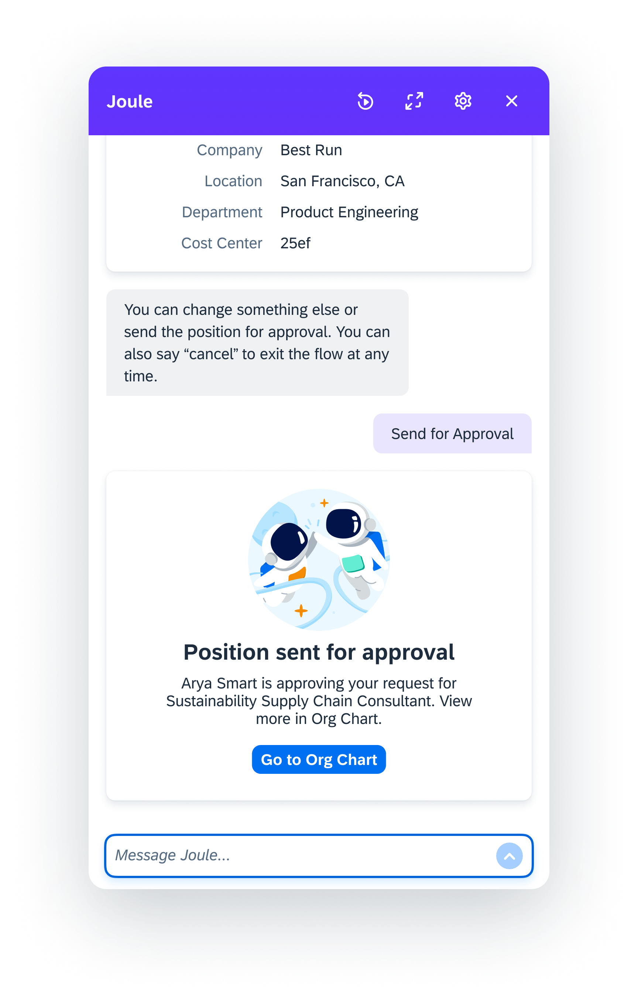 Joule
Company Best Run
Location San Francisco, CA
Department Product Engineering
Cost Center 25ef
You can change something else or
send the position for approval. You can
also say “cancel” to exit the flow at any
time.
Send for Approval
Position sent for approval
Arya Smart is approving your request for
Sustainability Supply Chain Consultant. View
more in Org Chart.
Go to Org Chart
Message Joule...